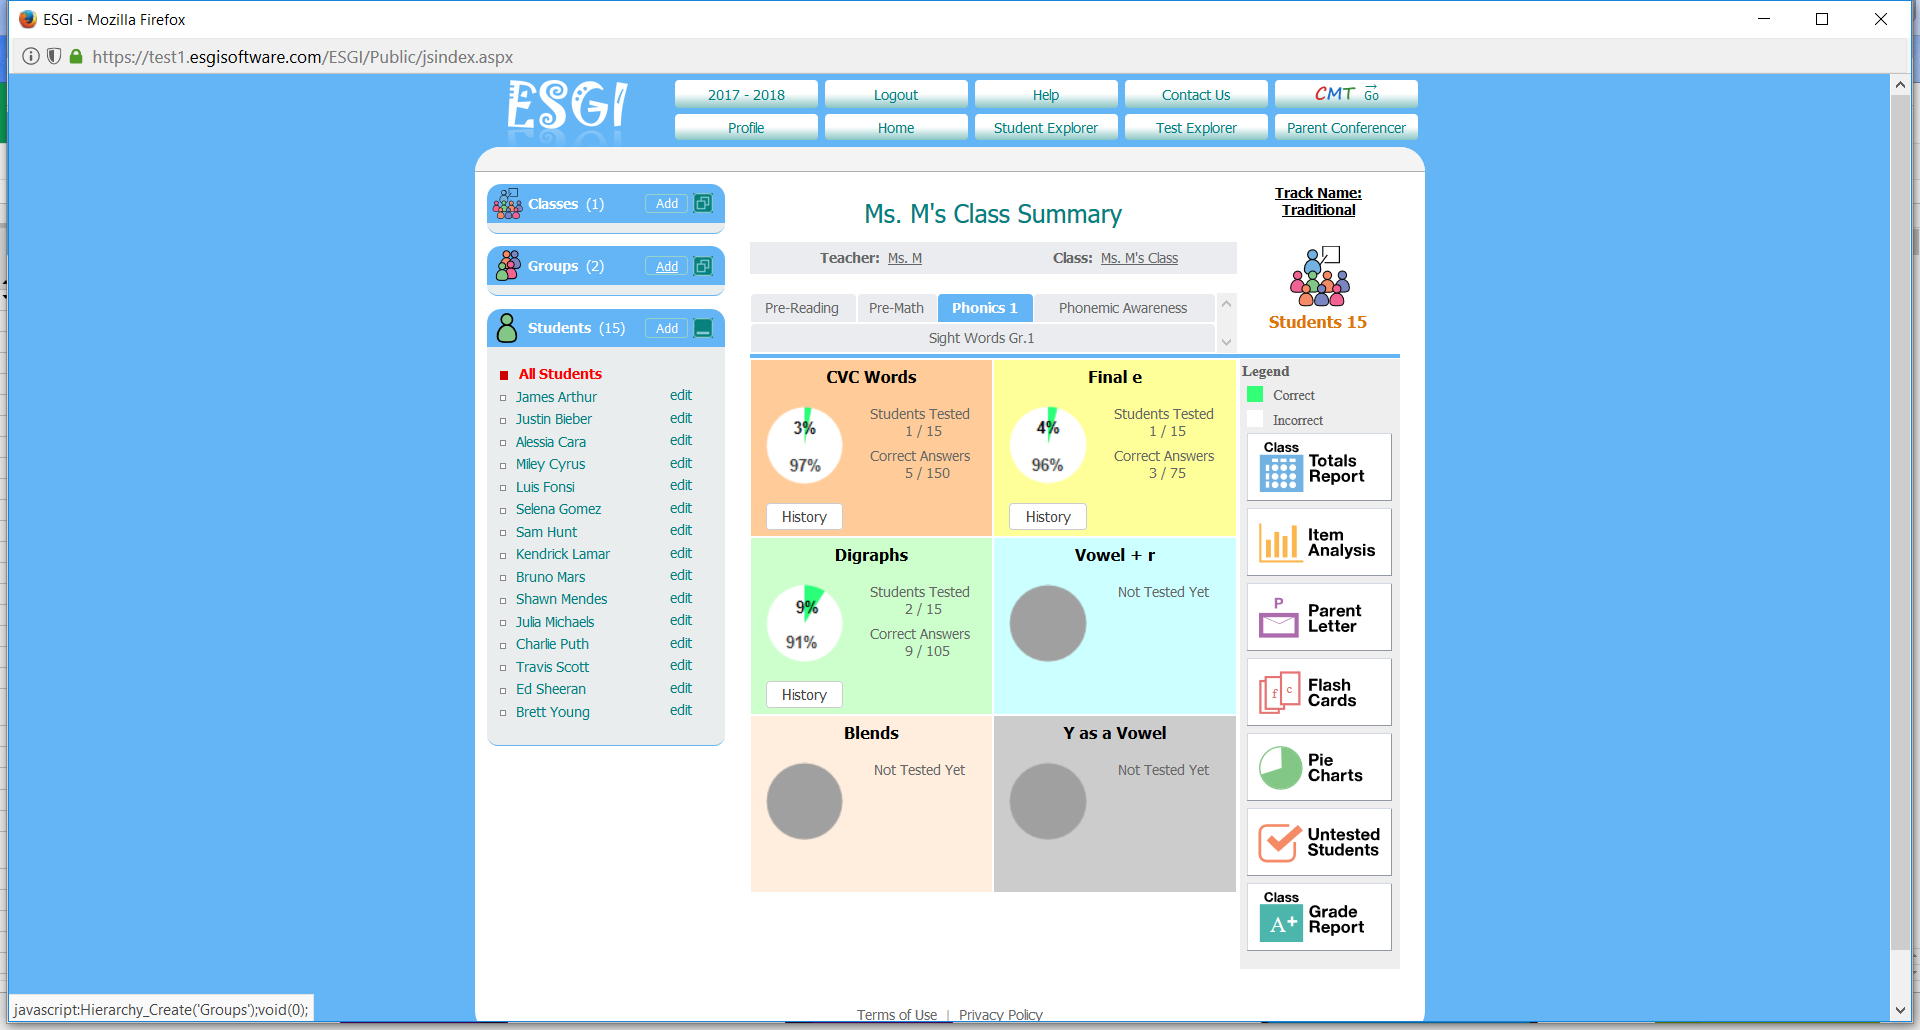 ESGI - Mozilla Firefox
https://test1.esgisoftware.com/ESGI/Public/jsindex.aspx
ESGI
2017 - 2018
Logout
Help
Contact Us
CMT Go
Profile
Home
Student Explorer
Test Explorer
Parent Conferencer
Classes (1) Add
Groups (2) Add
Students (15) Add
All Students
James Arthur edit
Justin Bieber edit
Alessia Cara edit
Miley Cyrus edit
Luis Fonsi edit
Selena Gomez edit
Sam Hunt edit
Kendrick Lamar edit
Bruno Mars edit
Shawn Mendes edit
Julia Michaels edit
Charlie Puth edit
Travis Scott edit
Ed Sheeran edit
Brett Young edit
Ms. M's Class Summary
Teacher: Ms. M Class: Ms. M's Class
Pre-Reading Pre-Math Phonics 1 Phonemic Awareness
Sight Words Gr.1
Track Name:
Traditional
Students 15
CVC Words
3%
97%
Students Tested
1 / 15
Correct Answers
5 / 150
History
Final e
4%
96%
Students Tested
1 / 15
Correct Answers
3 / 75
History
Digraphs
9%
91%
Students Tested
2 / 15
Correct Answers
9 / 105
History
Vowel + r
Not Tested Yet
Blends
Not Tested Yet
Y as a Vowel
Not Tested Yet
Legend
Correct
Incorrect
Class
Totals
Report
Item
Analysis
P
Parent
Letter
f c
Flash
Cards
Pie
Charts
Untested
Students
Class
A+
Grade
Report
Terms of Use | Privacy Policy
javascript:Hierarchy_Create('Groups');void(0);